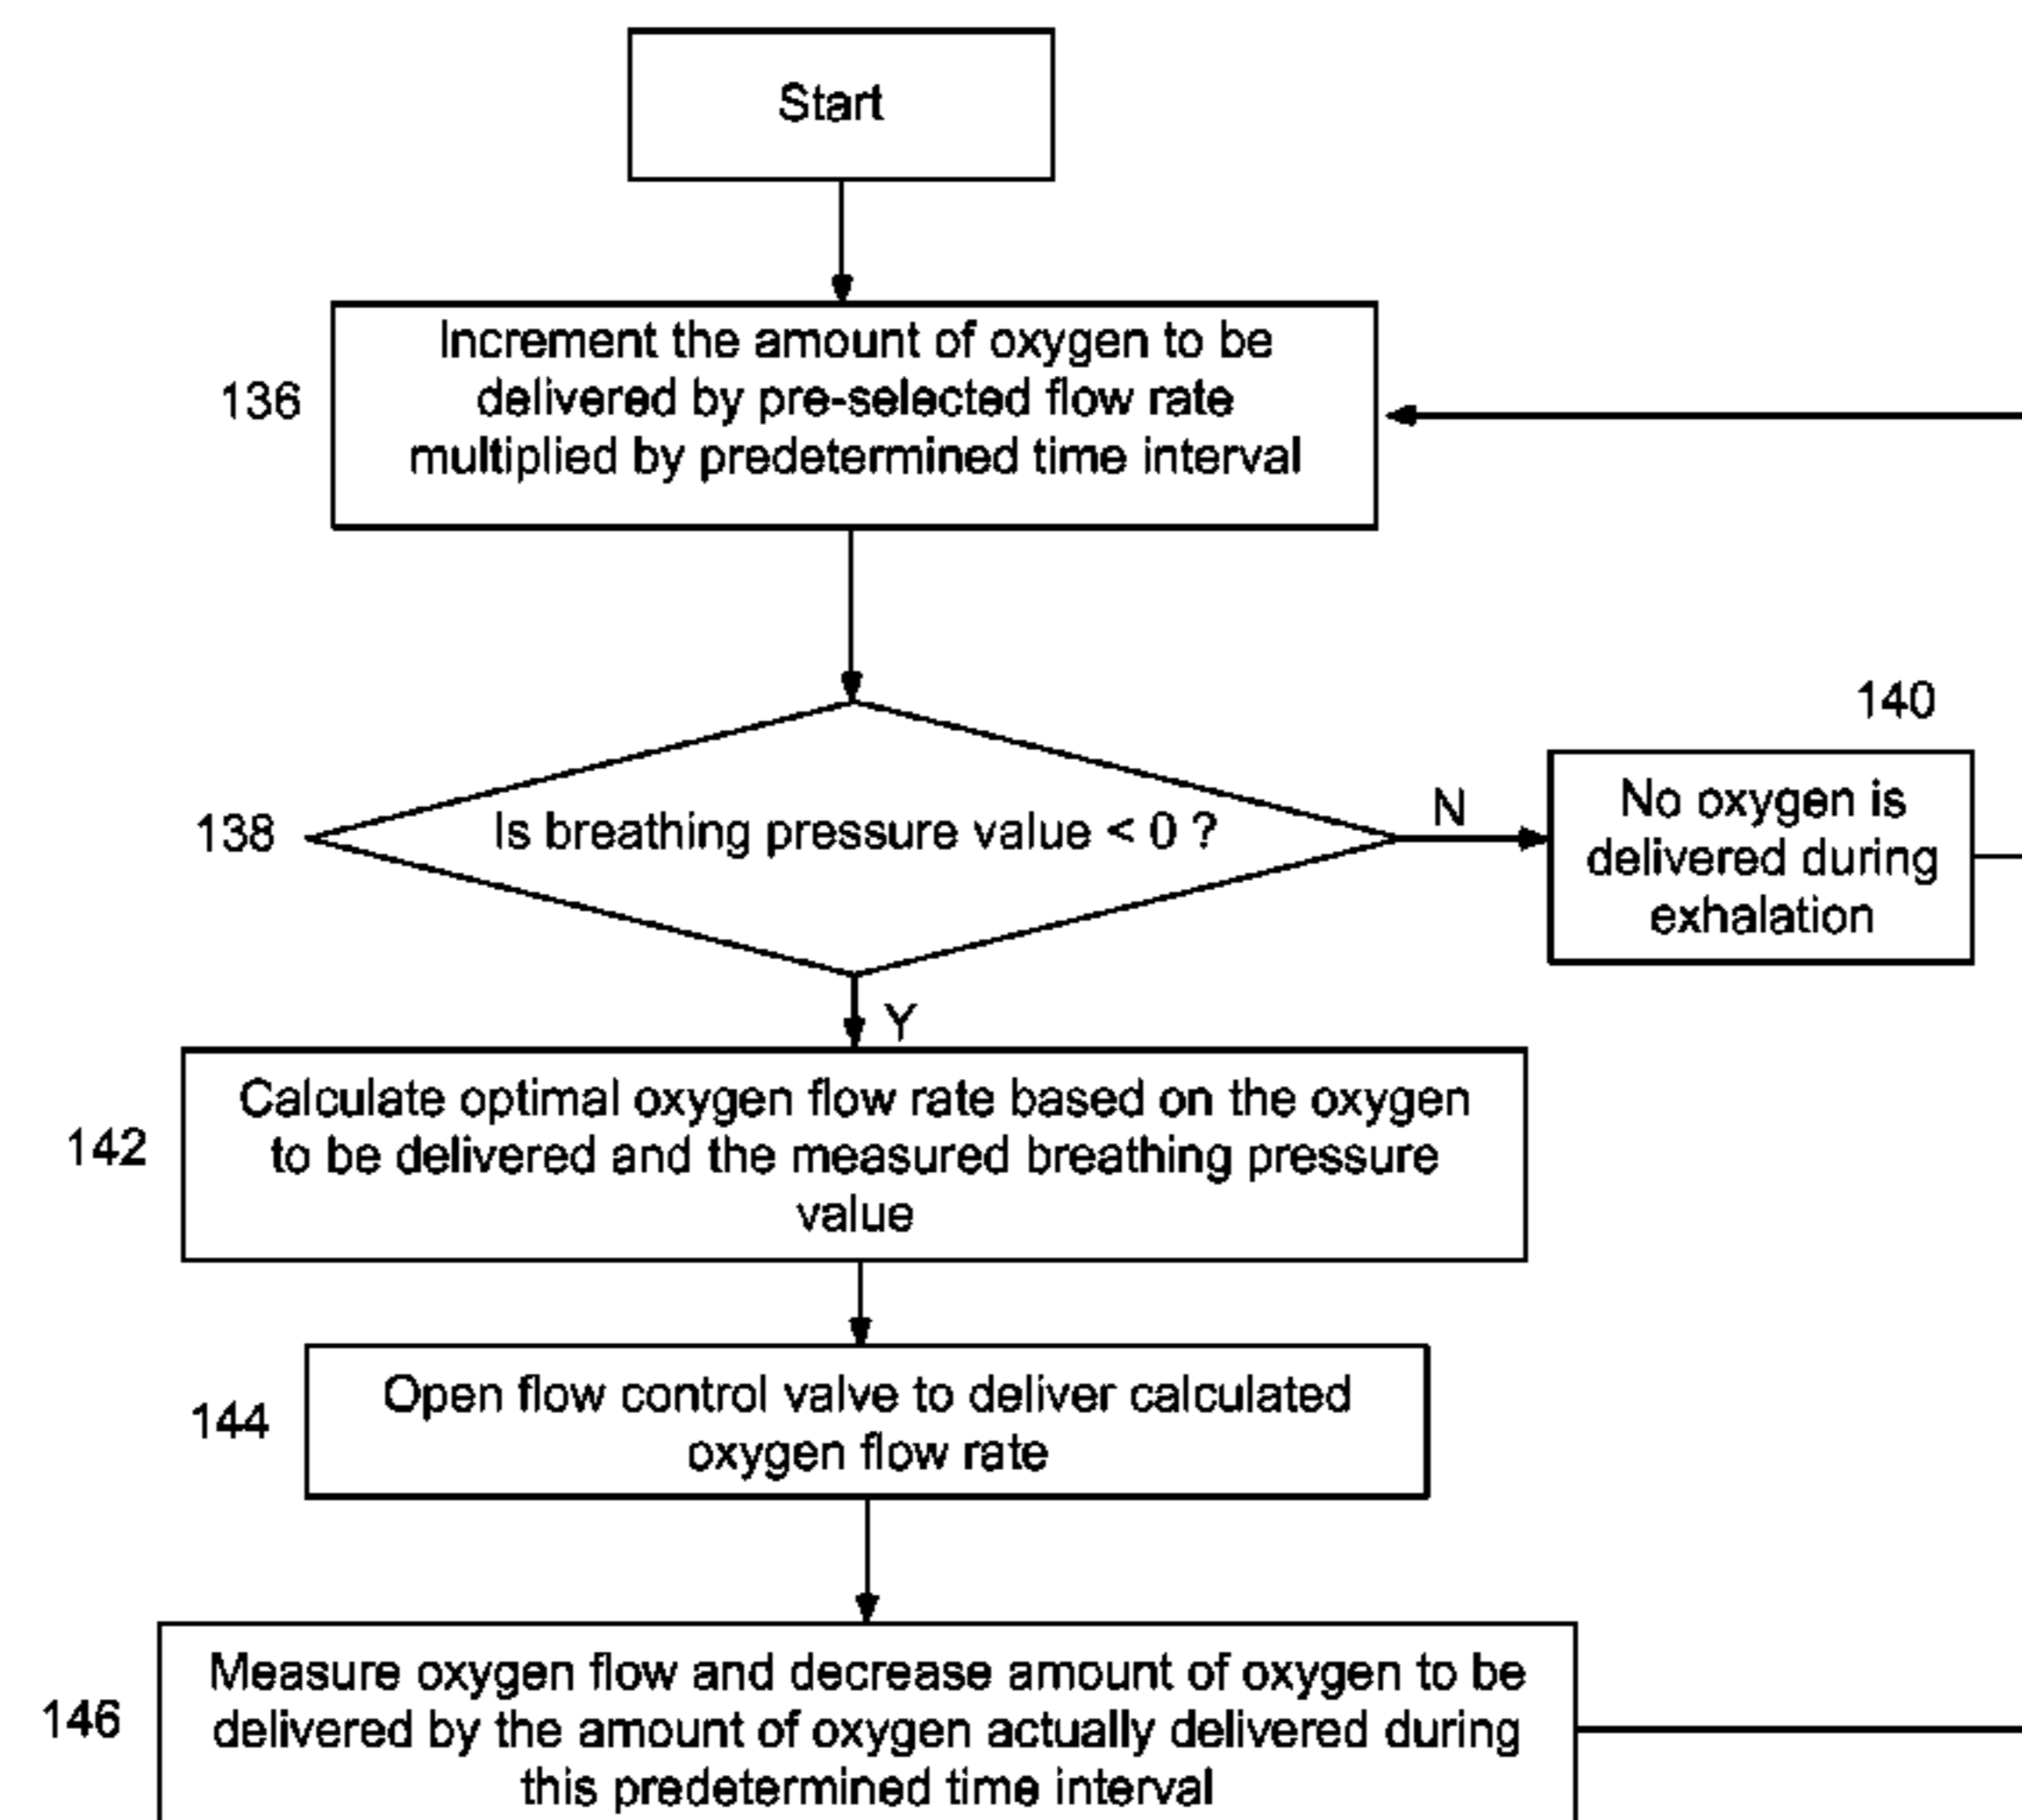 Start
136
Increment the amount of oxygen to be
delivered by pre-selected flow rate
multiplied by predetermined time interval
138
Is breathing pressure value < 0 ?
N
140
No oxygen is
delivered during
exhalation
Y
142
Calculate optimal oxygen flow rate based on the oxygen
to be delivered and the measured breathing pressure
value
144
Open flow control valve to deliver calculated
oxygen flow rate
146
Measure oxygen flow and decrease amount of oxygen to be
delivered by the amount of oxygen actually delivered during
this predetermined time interval